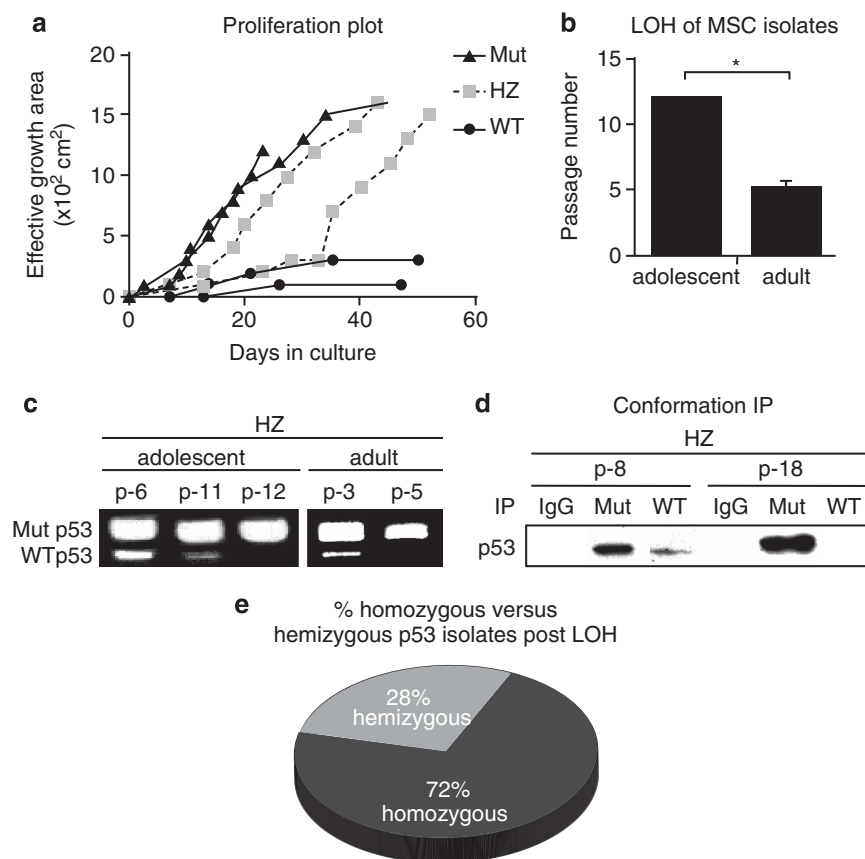 a
Proliferation plot
Effective growth area
(x10² cm²)
20
15
10
5
0
0
20
40
60
Days in culture
Mut
HZ
WT
b
LOH of MSC isolates
*
Passage number
15
10
5
0
adolescent
adult
c
HZ
adolescent
adult
p-6 p-11 p-12 p-3 p-5
Mut p53
WTp53
d
Conformation IP
HZ
p-8
p-18
IP IgG Mut WT IgG Mut WT
p53
e
% homozygous versus
hemizygous p53 isolates post LOH
28%
hemizygous
72%
homozygous